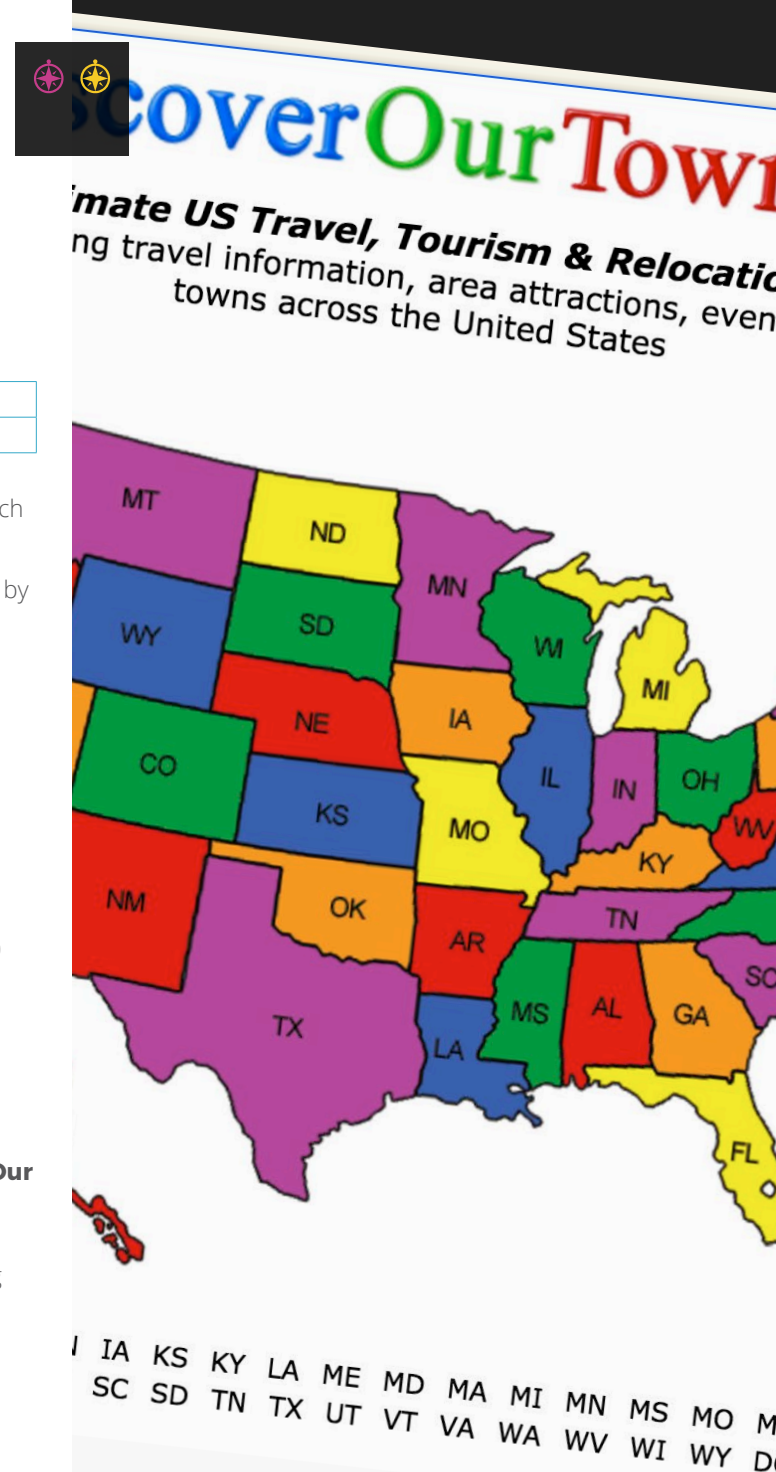 coverOurTown
imate US Travel, Tourism & Relocatio
ng travel information, area attractions, even
towns across the United States
ch
by
MT
ND
MN
WY
SD
WI
MI
NE
IA
CO
IL
IN
OH
KS
MO
WV
KY
NM
OK
AR
TN
SC
TX
MS
AL
GA
LA
Our
FL
IA KS KY LA ME MD MA MI MN MS MO M
SC SD TN TX UT VT VA WA WV WI WY D